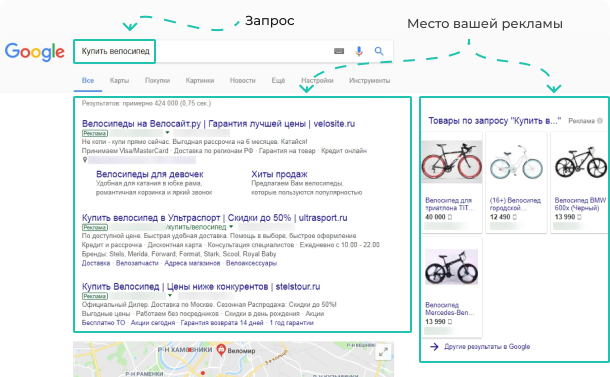 Запрос
Место вашей рекламы
Google
Купить велосипед
Все Карты Покупки Картинки Новости Ещё Настройки Инструменты
Результатов: примерно 424 000 (0,75 сек.)
Велосипеды на Велосайт.ру | Гарантия лучшей цены | velosite.ru
Реклама
Не копи - купи прямо сейчас. Выгодная рассрочка на 6 месяцев. Катайся!
Принимаем Visa/MasterCard · Доставка по регионам РФ · Гарантия на товар · Кредит онлайн
Велосипеды для девочек
Удобная для катания в юбке рама,
романтичная корзинка и яркий звонок
Хиты продаж
Предлагаем Вам велосипеды,
которые пользуются популярностью
Купить велосипед в Ультраспорт | Скидки до 50% | ultrasport.ru
Реклама /купить/велосипед
По доступной цене. Быстрая удобная доставка. Помощь в выборе, быстрое оформление
Кредит и рассрочка · Дисконтная карта · Консультация специалистов · Ежедневно с 10.00 - 22.00
Бренды: Stels, Merida, Forward, Format, Stark, Scool, Royal Baby
Доставка · Велозапчасти · Адреса магазинов · Велоаксессуары
Купить Велосипед | Цены ниже конкурентов | stelstour.ru
Реклама
Официальный Дилер. Доставка по Москве. Сезонная Распродажа: Скидки до 50%!
Выгодные цены · Работаем без посредников · Скидки в день рождения · Акции
Бесплатно ТО · Акции сегодня · Гарантия возврата 14 дней · 1 год гарантии
Товары по запросу "Купить в..." Реклама
Велосипед для
триатлона TIT...
40 000
(16+) Велосипед
городской...
12 490
Велосипед BMW
600x (Черный)
13 990
Велосипед
Mercedes-Ben...
13 990
Другие результаты в Google
Р-Н ХАМОВНИКИ
Веломир
Р-Н РАМЕНКИ